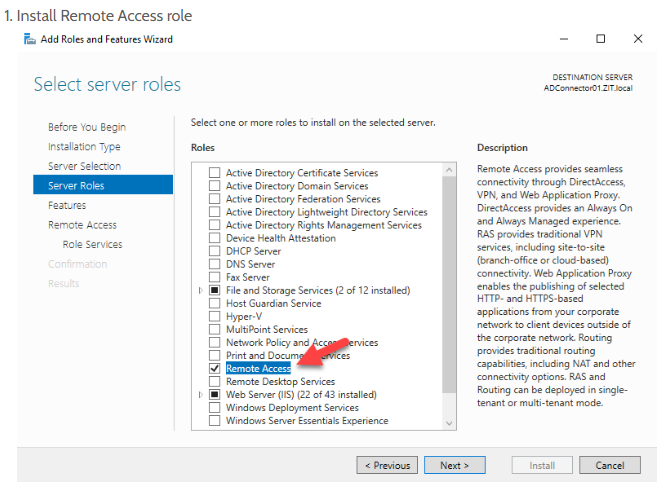 1. Install Remote Access role
Add Roles and Features Wizard
Select server roles
DESTINATION SERVER
ADConnector01.ZIT.local
Before You Begin
Installation Type
Server Selection
Server Roles
Features
Remote Access
Role Services
Confirmation
Results
Select one or more roles to install on the selected server.
Roles
Active Directory Certificate Services
Active Directory Domain Services
Active Directory Federation Services
Active Directory Lightweight Directory Services
Active Directory Rights Management Services
Device Health Attestation
DHCP Server
DNS Server
Fax Server
File and Storage Services (2 of 12 installed)
Host Guardian Service
Hyper-V
MultiPoint Services
Network Policy and Access Services
Print and Document Services
Remote Access
Remote Desktop Services
Web Server (IIS) (22 of 43 installed)
Windows Deployment Services
Windows Server Essentials Experience
Description
Remote Access provides seamless
connectivity through DirectAccess,
VPN, and Web Application Proxy.
DirectAccess provides an Always On
and Always Managed experience.
RAS provides traditional VPN
services, including site-to-site
(branch-office or cloud-based)
connectivity. Web Application Proxy
enables the publishing of selected
HTTP- and HTTPS-based
applications from your corporate
network to client devices outside of
the corporate network. Routing
provides traditional routing
capabilities, including NAT and other
connectivity options. RAS and
Routing can be deployed in single-
tenant or multi-tenant mode.
< Previous
Next >
Install
Cancel